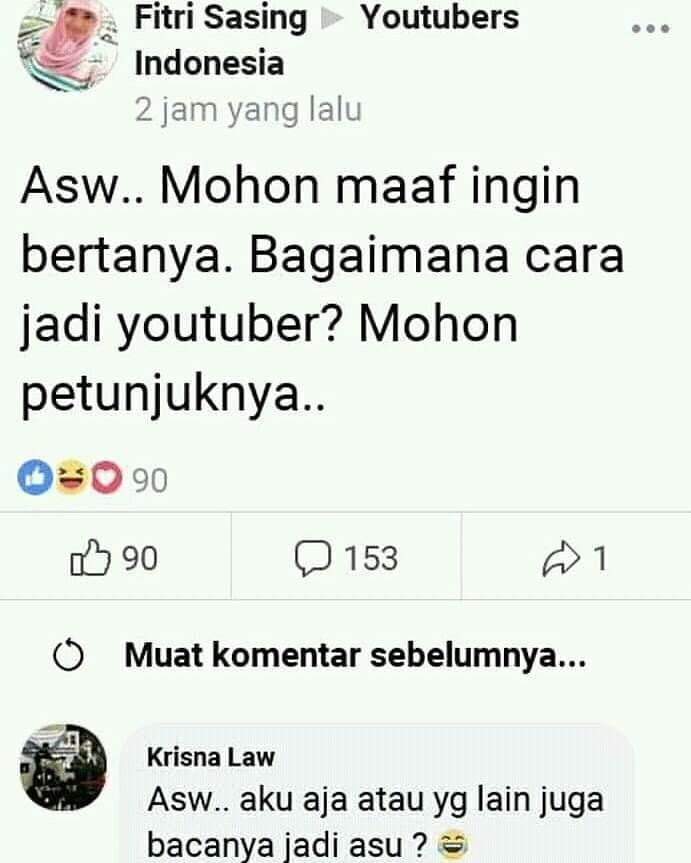 Fitri Sasing ▶ Youtubers
Indonesia
2 jam yang lalu
Asw.. Mohon maaf ingin
bertanya. Bagaimana cara
jadi youtuber? Mohon
petunjuknya..
90
90 153 1
Muat komentar sebelumnya...
Krisna Law
Asw.. aku aja atau yg lain juga
bacanya jadi asu ? 😂